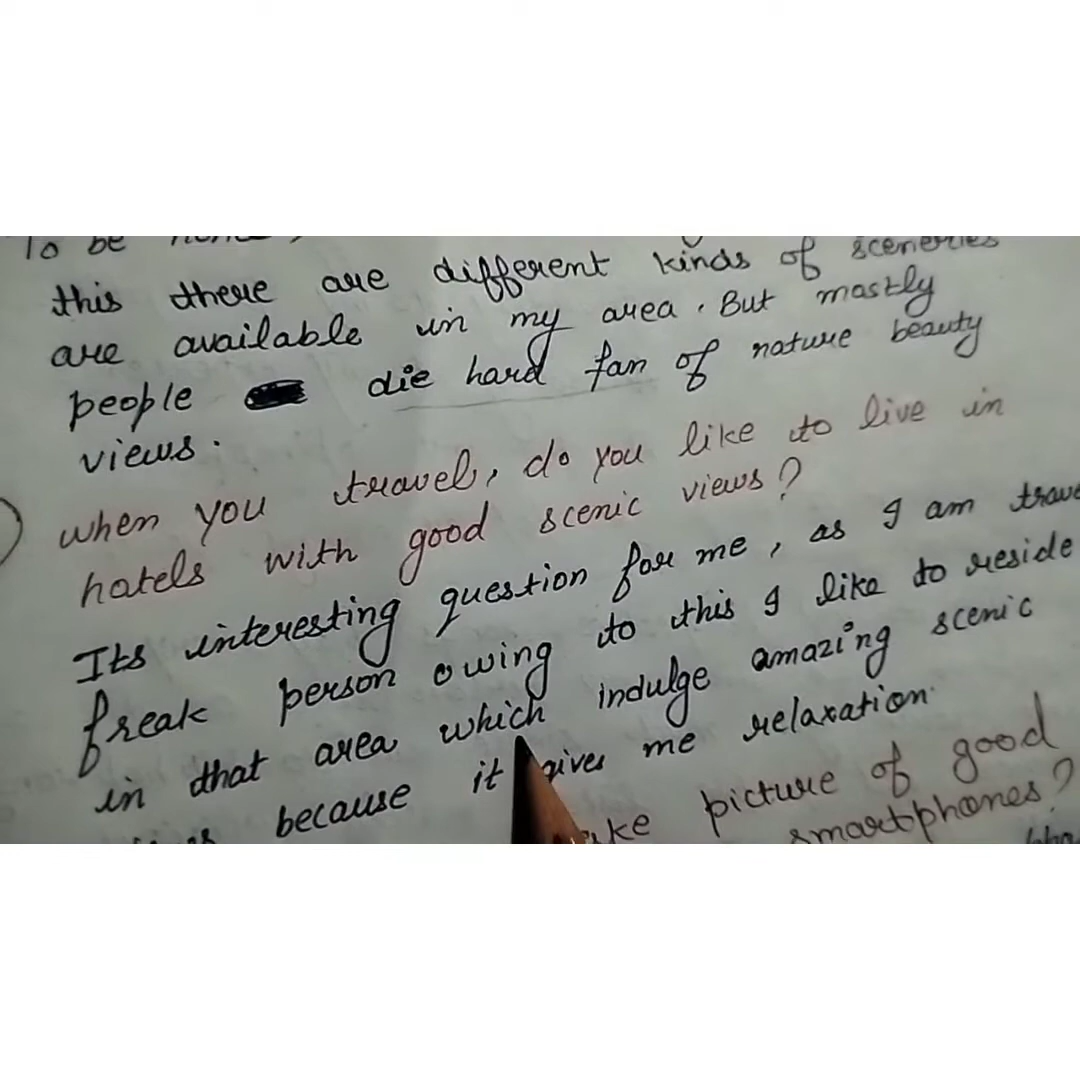 To be
this there are different kinds of sceneries
are available in my area. But mostly
people die hard fan of nature beauty
views.
when you travel, do you like to live in
hotels with good scenic views?
Its interesting question for me, as I am trave
freak person owing to this I like to reside
in that area which indulge amazing scenic
because it gives me relaxation
picture of good
smartphones?